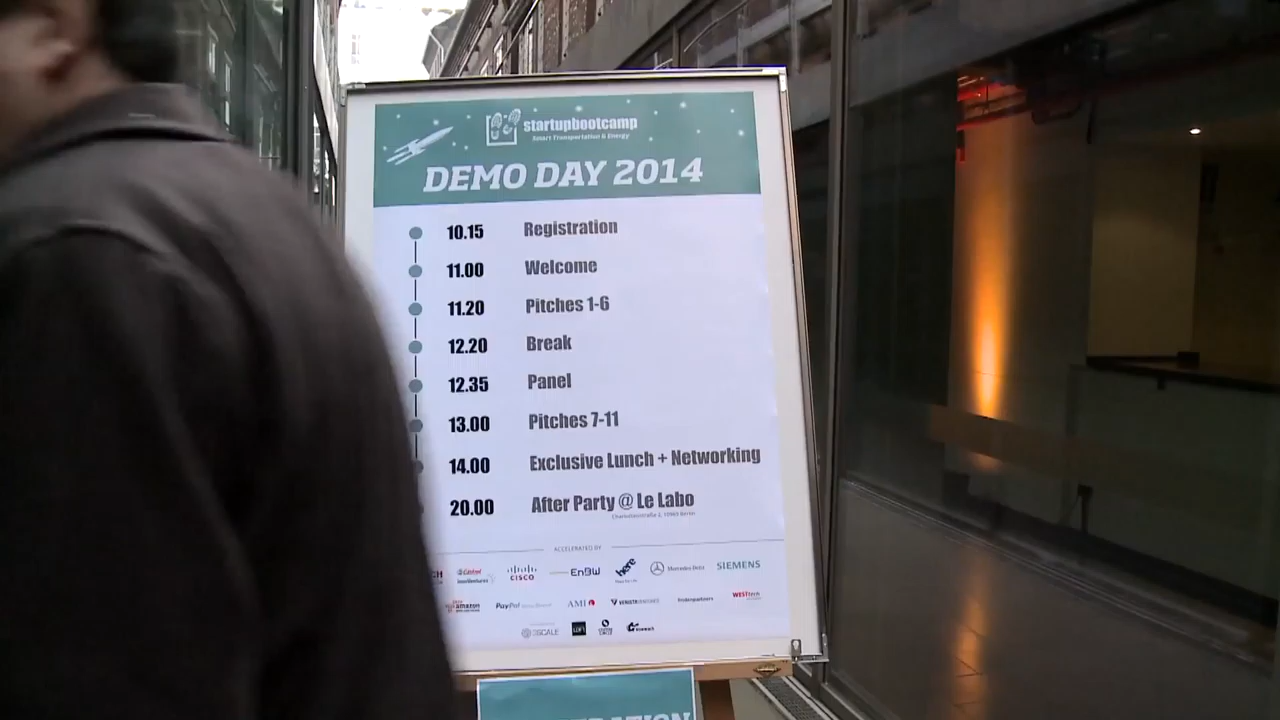 startupbootcamp
Smart Transportation & Energy
DEMO DAY 2014
10.15 Registration
11.00 Welcome
11.20 Pitches 1-6
12.20 Break
12.35 Panel
13.00 Pitches 7-11
14.00 Exclusive Lunch + Networking
20.00 After Party @ Le Labo
ACCELERATED BY
Castrol
CISCO
EnBW
here
Mercedes-Benz
SIEMENS
amazon
PayPal
AMI
3SCALE